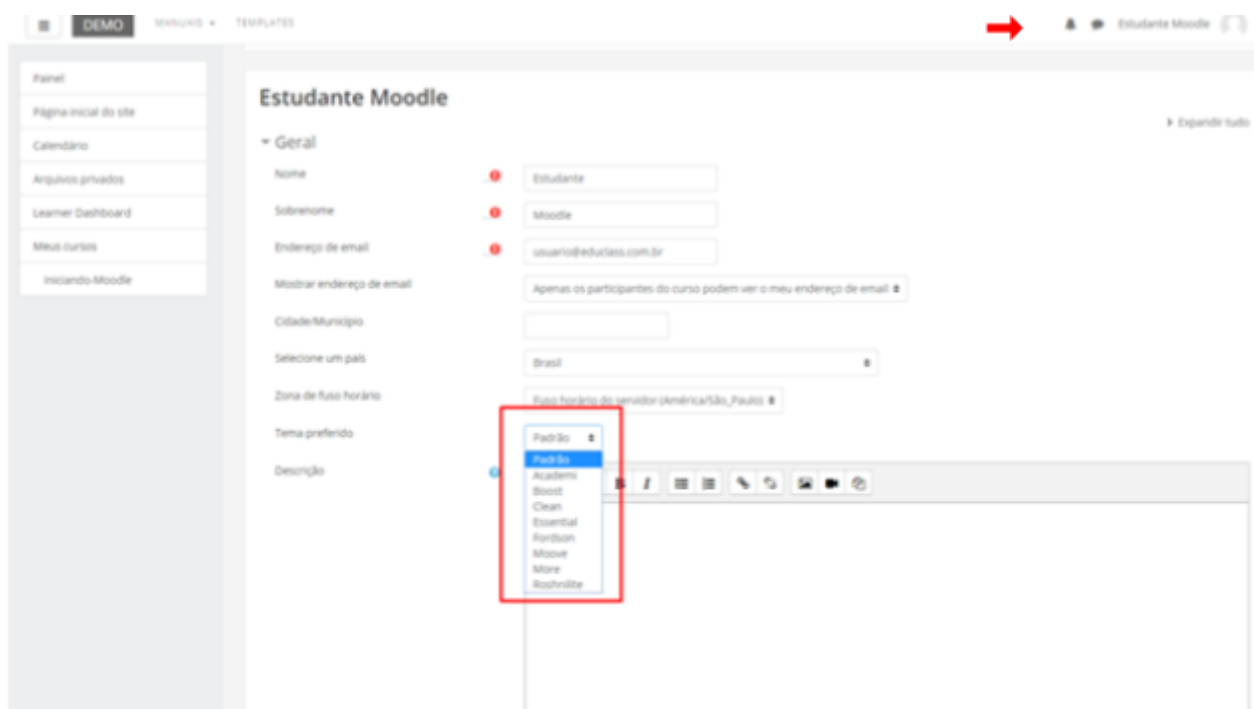 DEMO MANUAIS TEMPLATES Estudante Moodle
Painel
Página inicial do site
Calendário
Arquivos privados
Learner Dashboard
Meus cursos
Iniciando-Moodle
Estudante Moodle
Expandir tudo
Geral
Nome Estudante
Sobrenome Moodle
Endereço de email usuario@educlass.com.br
Mostrar endereço de email Apenas os participantes do curso podem ver o meu endereço de email
Cidade/Município
Selecione um país Brasil
Zona de fuso horário Fuso horário do servidor (América/São_Paulo)
Tema preferido Padrão
Descrição
Padrão
Academi
Boost
Clean
Essential
Fordson
Moove
More
Roshnilite
B I